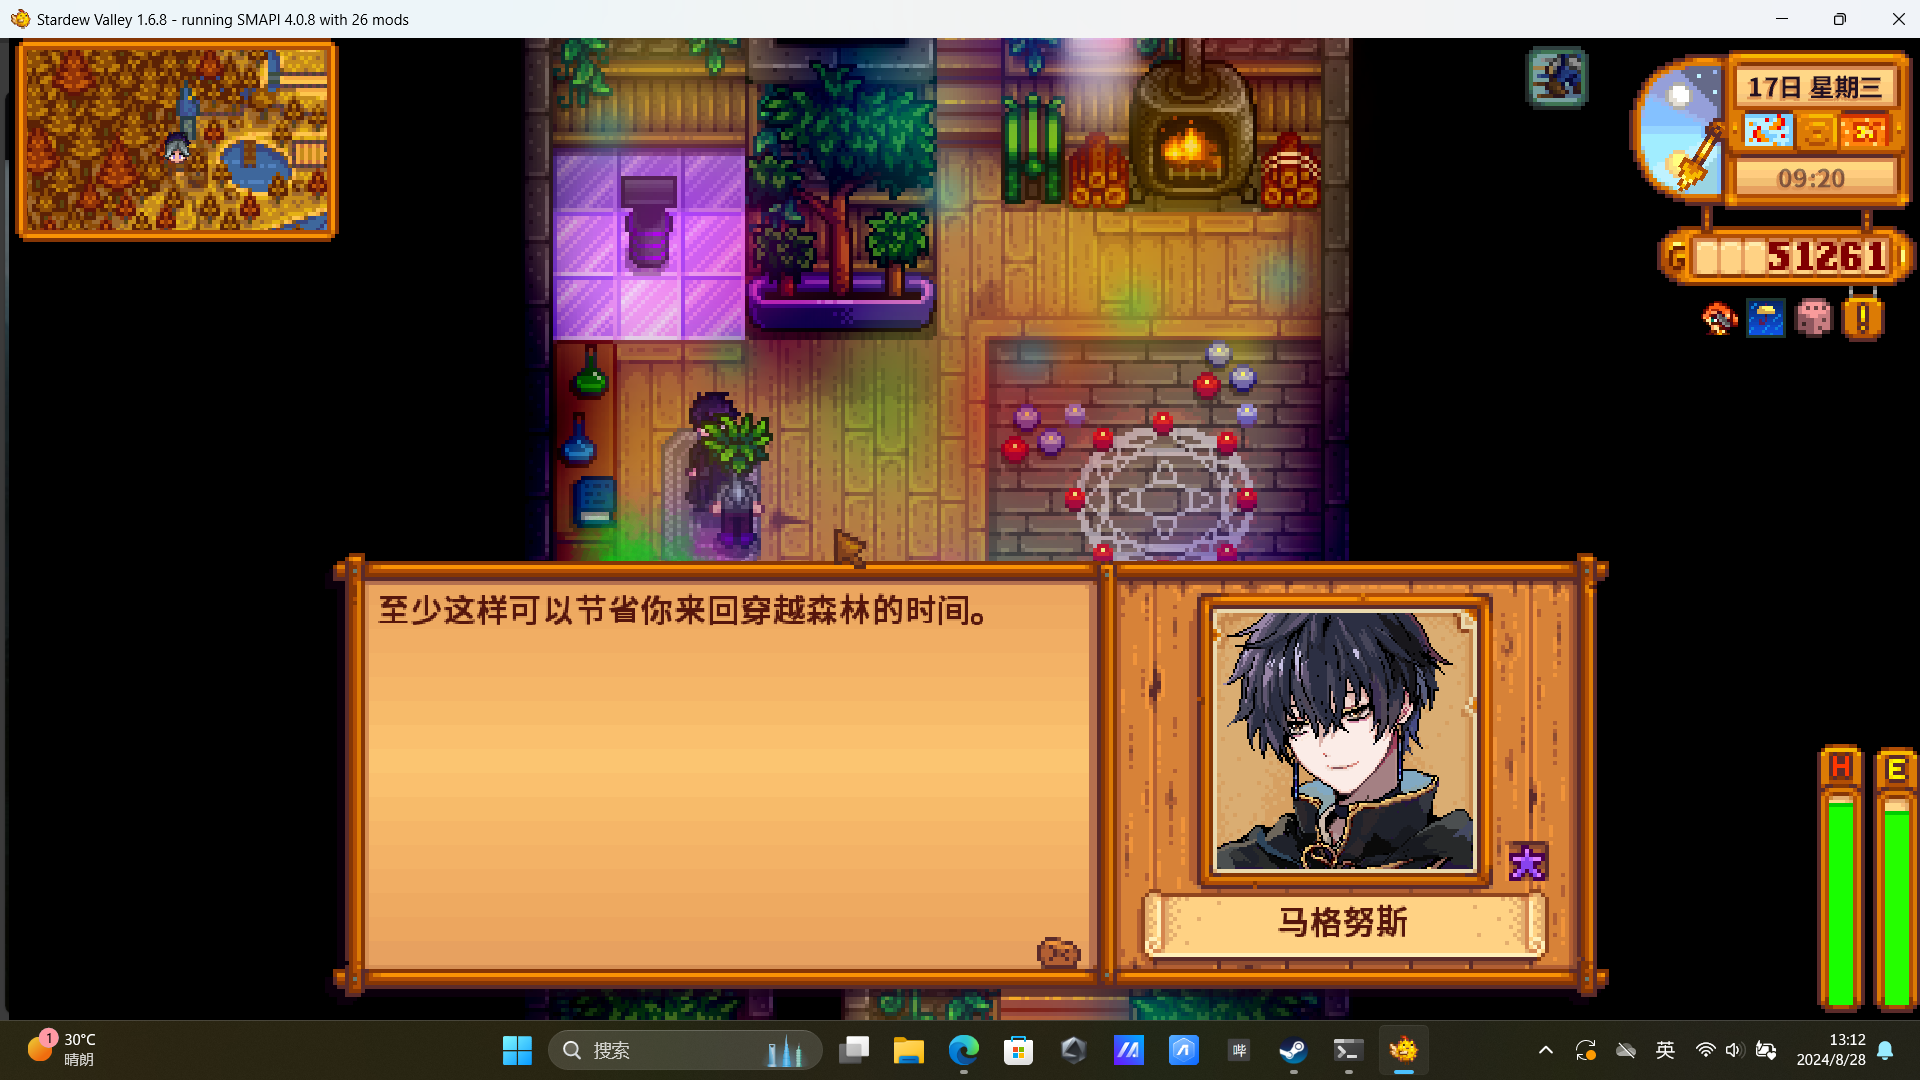 Stardew Valley 1.6.8 - running SMAPI 4.0.8 with 26 mods
17日 星期三
09:20
G 51261
!
至少这样可以节省你来回穿越森林的时间。
马格努斯
H E
1
30°C
晴朗
搜索
哔
英
13:12
2024/8/28